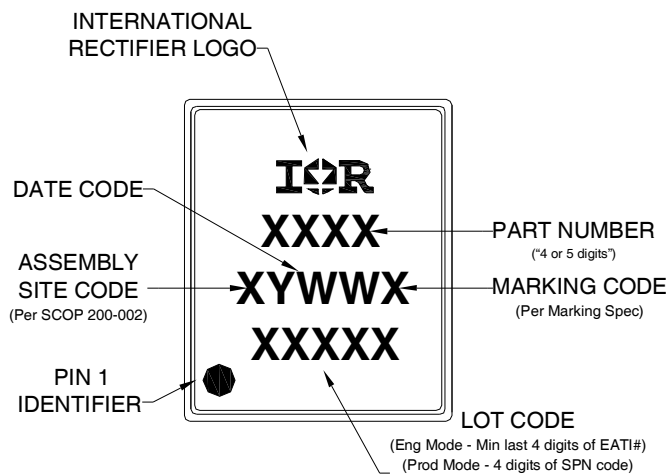 INTERNATIONAL
RECTIFIER LOGO
IOR
DATE CODE
XXXX
PART NUMBER
(“4 or 5 digits”)
ASSEMBLY
SITE CODE
(Per SCOP 200-002)
XYWWX
MARKING CODE
(Per Marking Spec)
XXXXX
PIN 1
IDENTIFIER
LOT CODE
(Eng Mode - Min last 4 digits of EATI#)
(Prod Mode - 4 digits of SPN code)